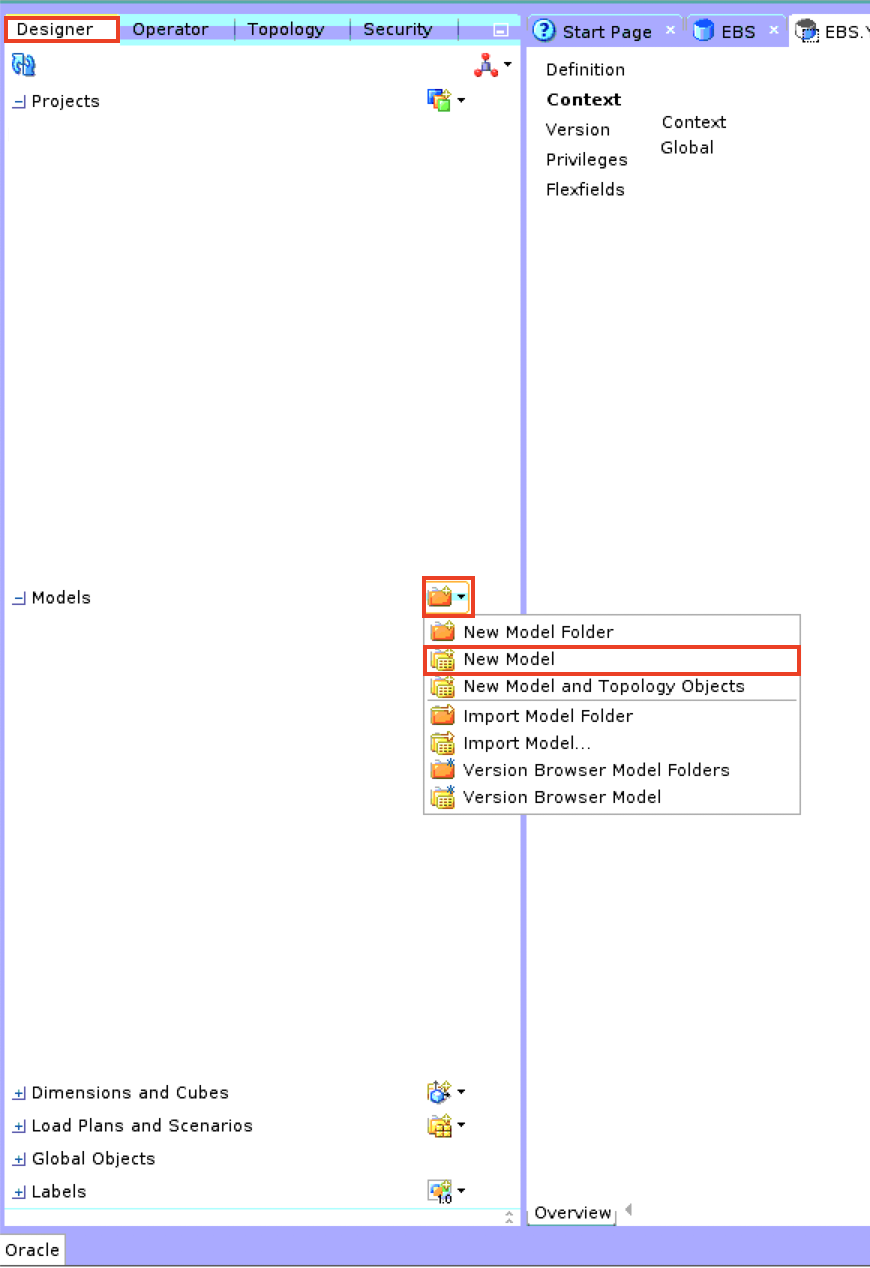 Designer Operator Topology Security
Start Page EBS EBS.
Projects
Definition
Context
Version
Privileges
Flexfields
Context
Global
Models
New Model Folder
New Model
New Model and Topology Objects
Import Model Folder
Import Model...
Version Browser Model Folders
Version Browser Model
Dimensions and Cubes
Load Plans and Scenarios
Global Objects
Labels
1.0
Overview
Oracle